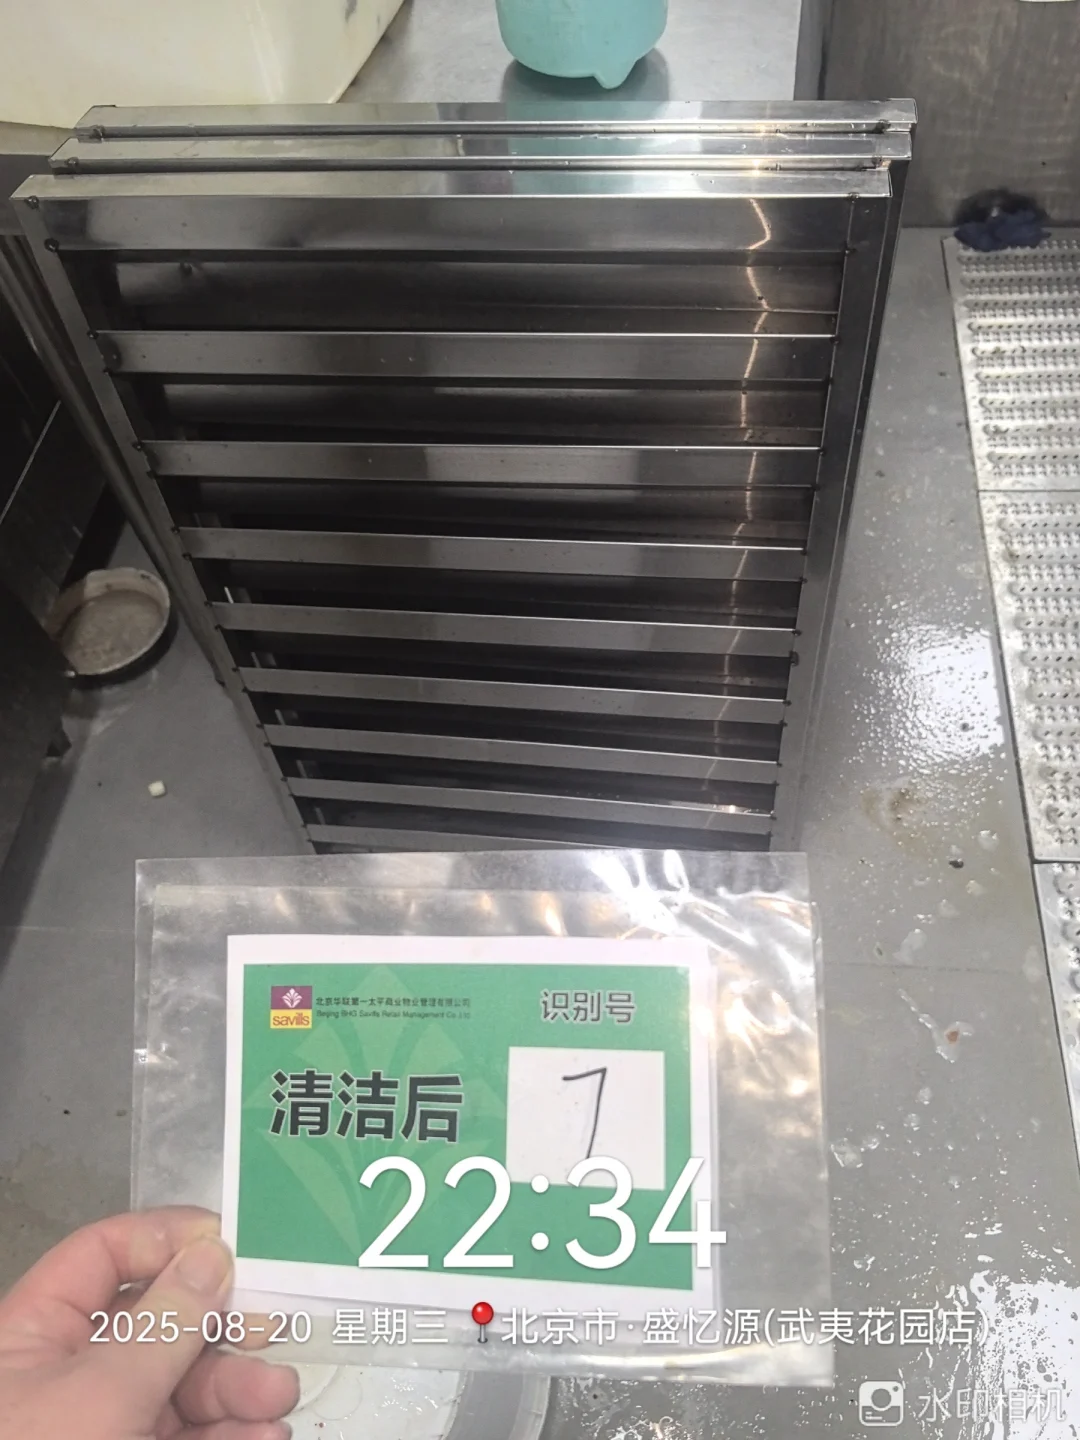 北京华联第一太平商业物业管理有限公司
Beijing BHG Savills Retail Management Co.,Ltd
savills
识别号
清洁后
7
22:34
2025-08-20 星期三 北京市·盛忆源(武夷花园店)
水印相机